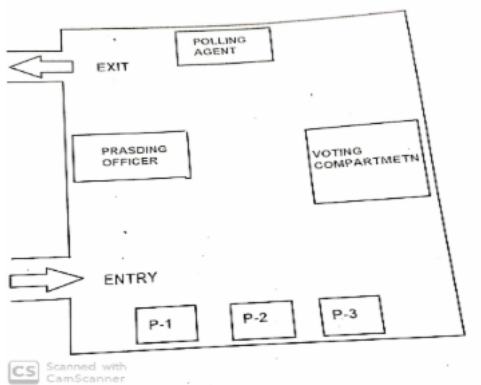 POLLING
AGENT
EXIT
PRASDING
OFFICER
VOTING
COMPARTMETN
ENTRY
P-1
P-2
P-3
CS Scanned with
CamScanner